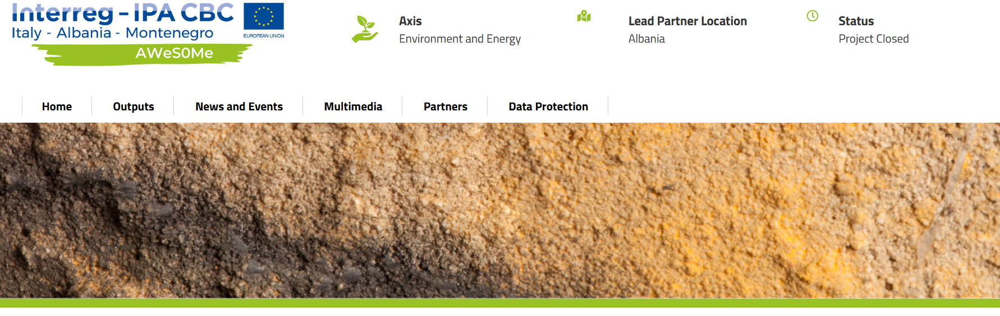 Interreg - IPA CBC
Italy - Albania - Montenegro
EUROPEAN UNION
AWeS0Me
Axis
Environment and Energy
Lead Partner Location
Albania
Status
Project Closed
Home
Outputs
News and Events
Multimedia
Partners
Data Protection